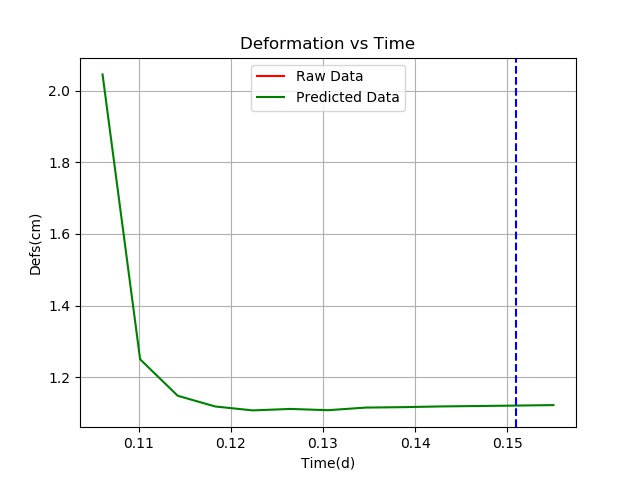 Deformation vs Time
Raw Data
Predicted Data
2.0
1.8
1.6
1.4
1.2
Defs(cm)
0.11 0.12 0.13 0.14 0.15
Time(d)